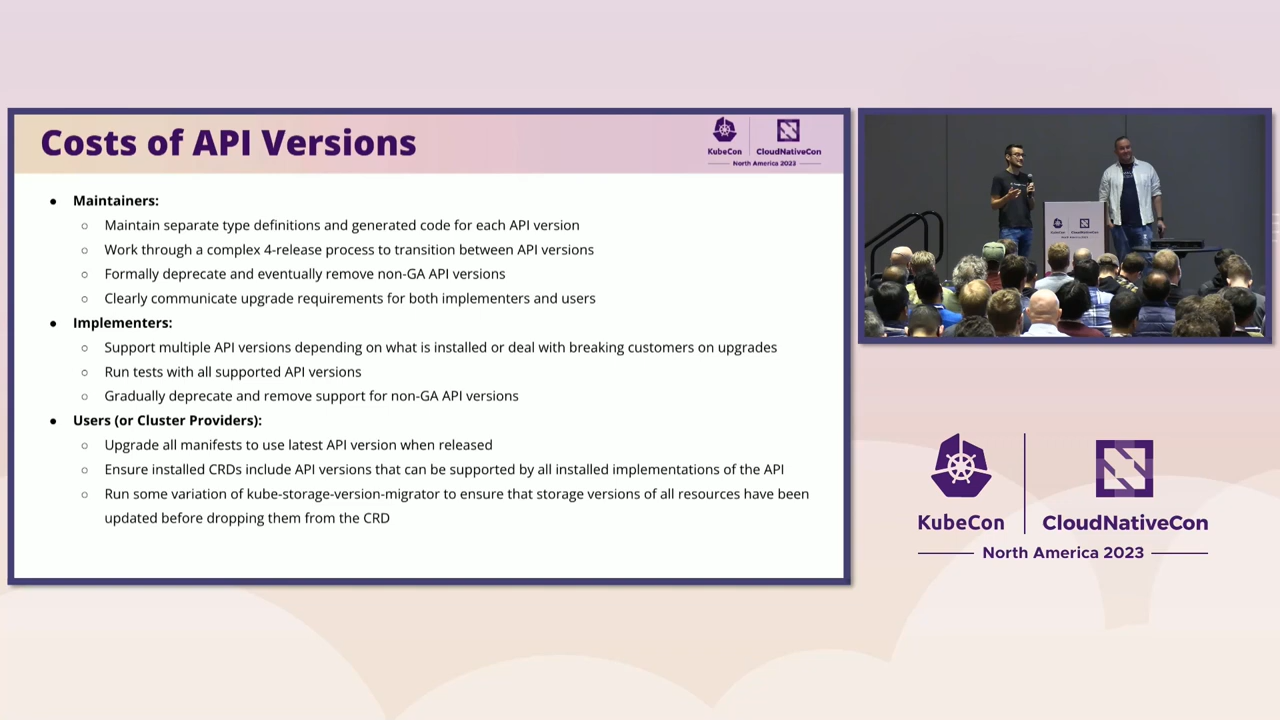 Costs of API Versions
KubeCon
CloudNativeCon
North America 2023
Maintainers:
Maintain separate type definitions and generated code for each API version
Work through a complex 4-release process to transition between API versions
Formally deprecate and eventually remove non-GA API versions
Clearly communicate upgrade requirements for both implementers and users
Implementers:
Support multiple API versions depending on what is installed or deal with breaking customers on upgrades
Run tests with all supported API versions
Gradually deprecate and remove support for non-GA API versions
Users (or Cluster Providers):
Upgrade all manifests to use latest API version when released
Ensure installed CRDs include API versions that can be supported by all installed implementations of the API
Run some variation of kube-storage-version-migrator to ensure that storage versions of all resources have been
updated before dropping them from the CRD
KubeCon
CloudNativeCon
North America 2023